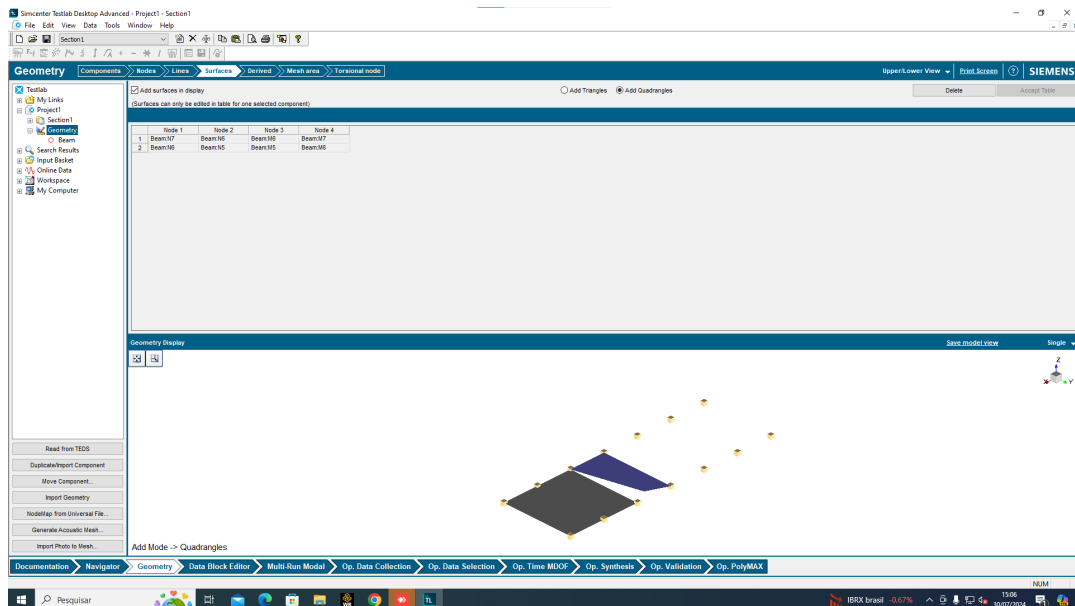 Simcenter Testlab Desktop Advanced - Project1 - Section1
File Edit View Data Tools Window Help
Section1
Geometry Components Nodes Lines Surfaces Derived Mesh area Torsional node Upper/Lower View Print Screen ? SIEMENS
Testlab
My Links
Project1
Section1
Geometry
Beam
Search Results
Input Basket
Online Data
Workspace
My Computer
Add surfaces in display Add Triangles Add Quadrangles Delete Accept Table
(Surfaces can only be edited in table for one selected component)
Node 1 Node 2 Node 3 Node 4
1 Beam:N7 Beam:N6 Beam:M6 Beam:M7
2 Beam:N6 Beam:N5 Beam:M5 Beam:M6
Geometry Display Save model view Single
Z
X Y
Read from TEDS
Duplicate/Import Component
Move Component...
Import Geometry
NodeMap from Universal File...
Generate Acoustic Mesh...
Import Photo to Mesh...
Add Mode -> Quadrangles
Documentation Navigator Geometry Data Block Editor Multi-Run Modal Op. Data Collection Op. Data Selection Op. Time MDOF Op. Synthesis Op. Validation Op. PolyMAX
NUM
Pesquisar
TL
IBRX brasil -0,67%
15:06
30/07/2024